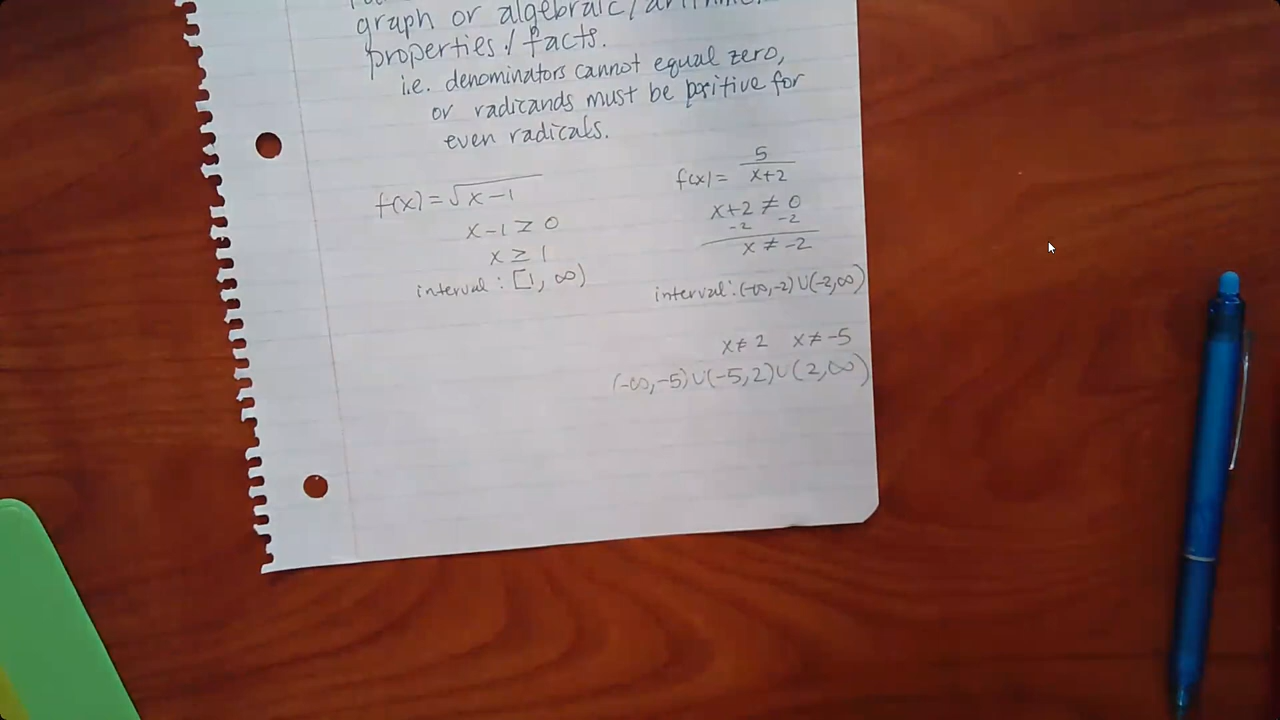 graph or algebraic/
properties/facts.
i.e. denominators cannot equal zero,
or radicands must be positive for
even radicals.
f(x) = √x-1
x-1 ≥ 0
x ≥ 1
interval: [1, ∞)
f(x) = 5/x+2
x+2 ≠ 0
-2 -2
x ≠ -2
interval: (-∞,-2)∪(-2,∞)
x ≠ 2 x ≠ -5
(-∞,-5)∪(-5,2)∪(2,∞)